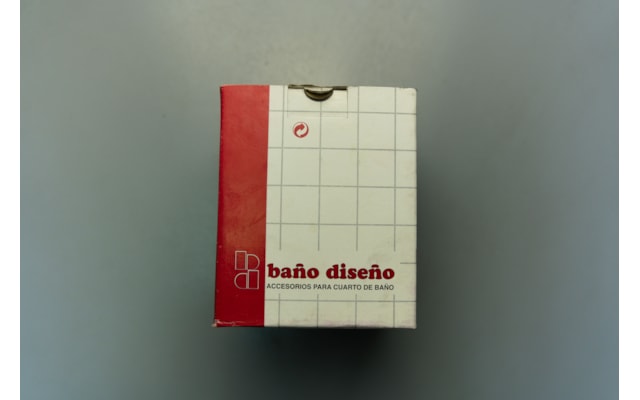 baño diseño
ACCESORIOS PARA CUARTO DE BAÑO